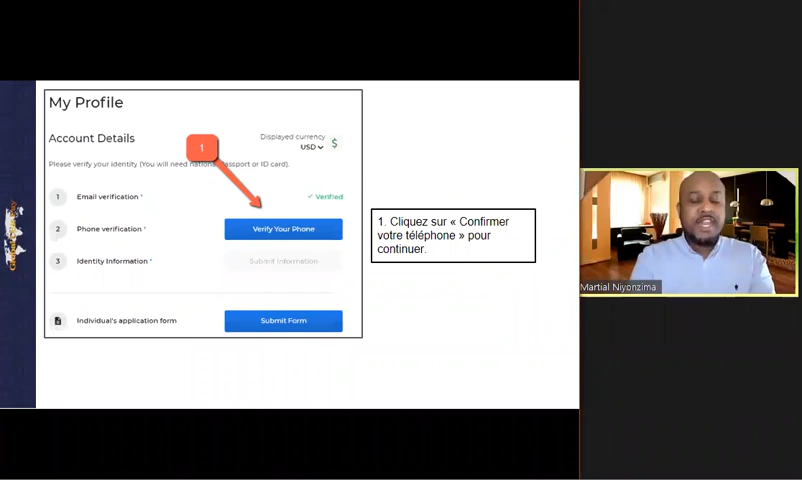 My Profile
Account Details
Displayed currency
USD $
1
Please verify your identity (You will need national passport or ID card).
1 Email verification * ✓ Verified
2 Phone verification * Verify Your Phone
3 Identity Information * Submit Information
Individual's application form Submit Form
1. Cliquez sur « Confirmer
votre téléphone » pour
continuer.
Martial Niyonzima